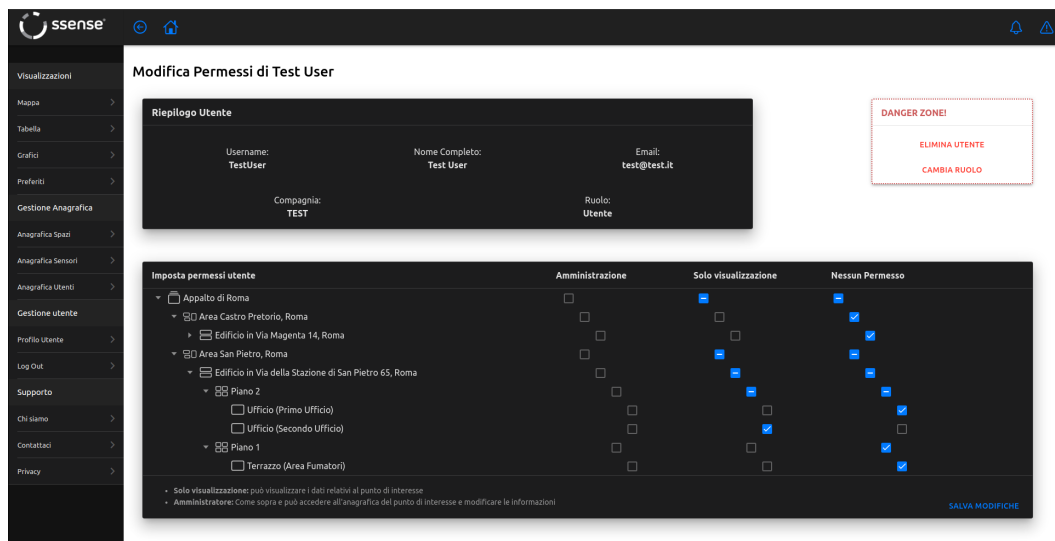 ssense
Visualizzazioni
Mappa
Tabella
Grafici
Preferiti
Gestione Anagrafica
Anagrafica Spazi
Anagrafica Sensori
Anagrafica Utenti
Gestione utente
Profilo Utente
Log Out
Supporto
Chi siamo
Contattaci
Privacy
Modifica Permessi di Test User
Riepilogo Utente
Username:
TestUser
Nome Completo:
Test User
Email:
test@test.it
Compagnia:
TEST
Ruolo:
Utente
DANGER ZONE!
ELIMINA UTENTE
CAMBIA RUOLO
Imposta permessi utente Amministrazione Solo visualizzazione Nessun Permesso
Appalto di Roma
Area Castro Pretorio, Roma
Edificio in Via Magenta 14, Roma
Area San Pietro, Roma
Edificio in Via della Stazione di San Pietro 65, Roma
Piano 2
Ufficio (Primo Ufficio)
Ufficio (Secondo Ufficio)
Piano 1
Terrazzo (Area Fumatori)
• Solo visualizzazione: può visualizzare i dati relativi al punto di interesse
• Amministratore: Come sopra e può accedere all'anagrafica del punto di interesse e modificare le informazioni
SALVA MODIFICHE